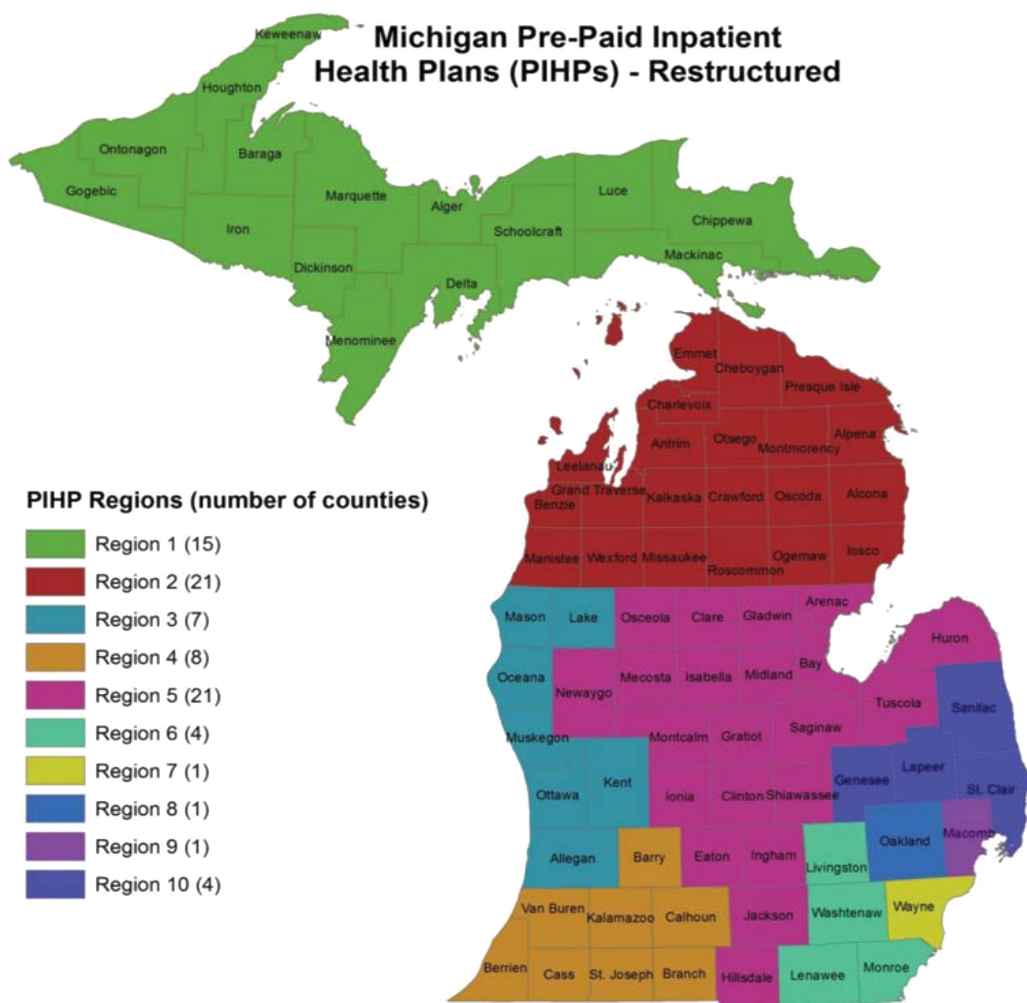 Michigan Pre-Paid Inpatient
Health Plans (PIHPs) - Restructured
Keweenaw
Houghton
Ontonagon
Baraga
Gogebic
Marquette
Alger
Luce
Iron
Schoolcraft
Chippewa
Dickinson
Mackinac
Delta
Menominee
Emmet
Cheboygan
Presque Isle
Charlevoix
Antrim
Otsego
Montmorency
Alpena
Leelanau
Grand Traverse
Benzie
Kalkaska
Crawford
Oscoda
Alcona
Manistee
Wexford
Missaukee
Roscommon
Ogemaw
Iosco
PIHP Regions (number of counties)
Region 1 (15)
Region 2 (21)
Region 3 (7)
Region 4 (8)
Region 5 (21)
Region 6 (4)
Region 7 (1)
Region 8 (1)
Region 9 (1)
Region 10 (4)
Mason
Lake
Osceola
Clare
Gladwin
Arenac
Huron
Oceana
Newaygo
Mecosta
Isabella
Midland
Bay
Tuscola
Sanilac
Muskegon
Montcalm
Gratiot
Saginaw
Kent
Ottawa
Ionia
Clinton
Shiawassee
Genesee
Lapeer
St. Clair
Allegan
Barry
Eaton
Ingham
Livingston
Oakland
Macomb
Van Buren
Kalamazoo
Calhoun
Jackson
Washtenaw
Wayne
Berrien
Cass
St. Joseph
Branch
Hillsdale
Lenawee
Monroe